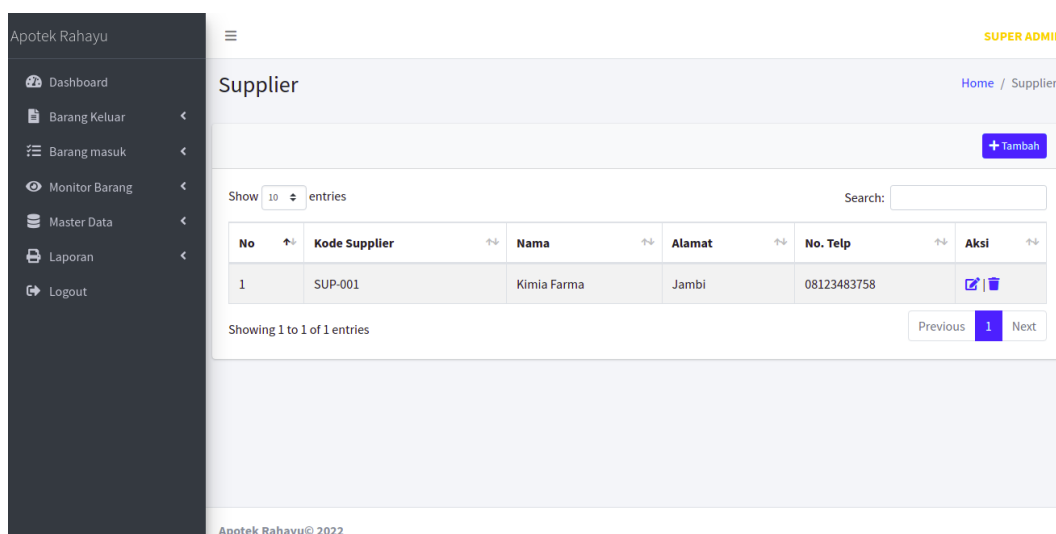 Apotek Rahayu
SUPER ADMI
Dashboard
Barang Keluar
Barang masuk
Monitor Barang
Master Data
Laporan
Logout
Supplier
Home / Supplier
+ Tambah
Show 10 entries
Search:
No Kode Supplier Nama Alamat No. Telp Aksi
1 SUP-001 Kimia Farma Jambi 08123483758 |
Showing 1 to 1 of 1 entries
Previous 1 Next
Apotek Rahayu© 2022